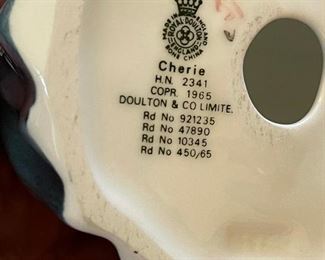 MADE IN ENGLAND
ROYAL DOULTON
ENGLAND
BONE CHINA
Cherie
H.N. 2341
COPR. 1965
DOULTON & CO LIMITE.
Rd No 921235
Rd No 47890
Rd No 10345
Rd No 450/65